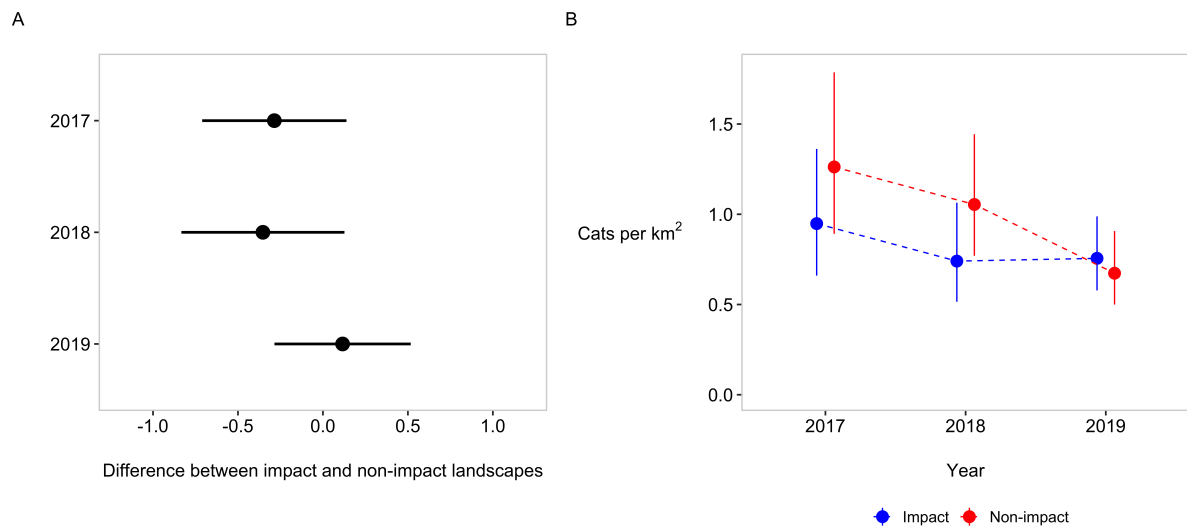 A
2017
2018
2019
-1.0 -0.5 0.0 0.5 1.0
Difference between impact and non-impact landscapes
B
Cats per km²
1.5
1.0
0.5
0.0
2017 2018 2019
Year
Impact Non-impact